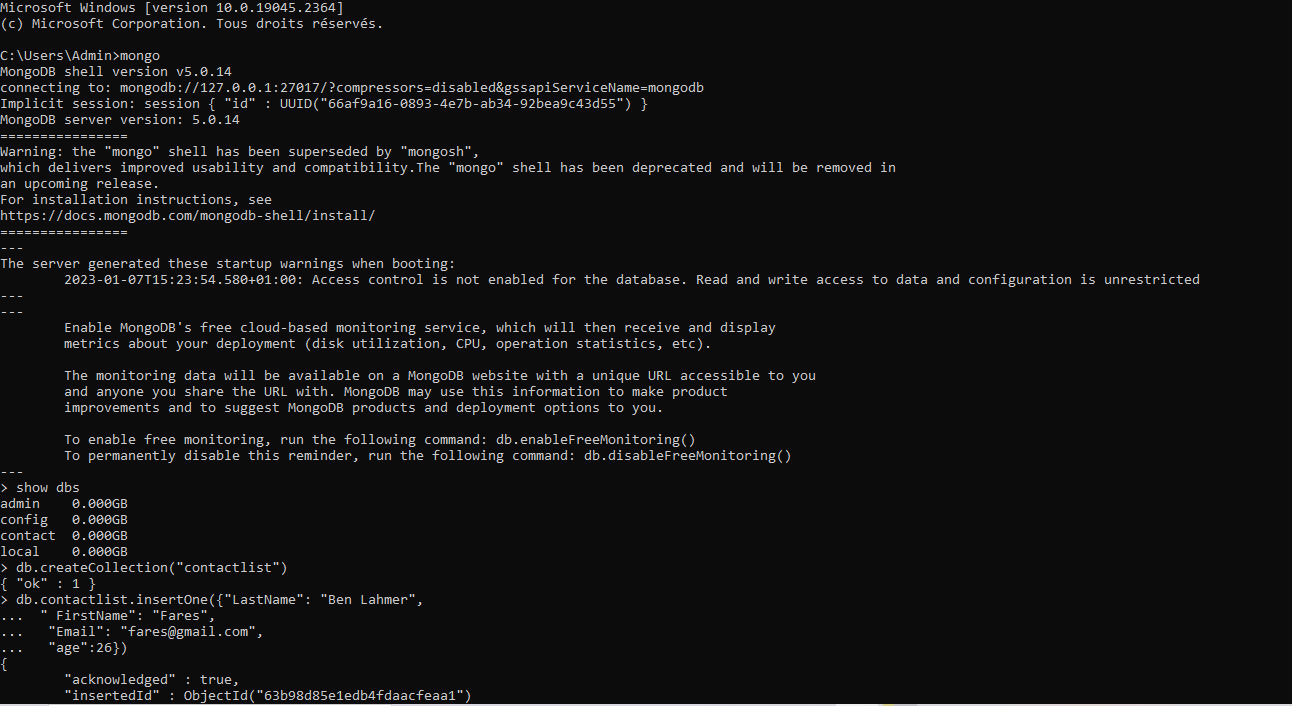 Microsoft Windows [version 10.0.19045.2364]
(c) Microsoft Corporation. Tous droits réservés.
C:\Users\Admin>mongo
MongoDB shell version v5.0.14
connecting to: mongodb://127.0.0.1:27017/?compressors=disabled&gssapiServiceName=mongodb
Implicit session: session { "id" : UUID("66af9a16-0893-4e7b-ab34-92bea9c43d55") }
MongoDB server version: 5.0.14
================
Warning: the "mongo" shell has been superseded by "mongosh",
which delivers improved usability and compatibility.The "mongo" shell has been deprecated and will be removed in
an upcoming release.
For installation instructions, see
https://docs.mongodb.com/mongodb-shell/install/
================
---
The server generated these startup warnings when booting:
        2023-01-07T15:23:54.580+01:00: Access control is not enabled for the database. Read and write access to data and configuration is unrestricted
---
---
        Enable MongoDB's free cloud-based monitoring service, which will then receive and display
        metrics about your deployment (disk utilization, CPU, operation statistics, etc).
        The monitoring data will be available on a MongoDB website with a unique URL accessible to you
        and anyone you share the URL with. MongoDB may use this information to make product
        improvements and to suggest MongoDB products and deployment options to you.
        To enable free monitoring, run the following command: db.enableFreeMonitoring()
        To permanently disable this reminder, run the following command: db.disableFreeMonitoring()
---
> show dbs
admin    0.000GB
config   0.000GB
contact  0.000GB
local    0.000GB
> db.createCollection("contactlist")
{ "ok" : 1 }
> db.contactlist.insertOne({"LastName": "Ben Lahmer",
...  " FirstName": "Fares",
...   "Email": "fares@gmail.com",
...   "age":26})
{
        "acknowledged" : true,
        "insertedId" : ObjectId("63b98d85e1edb4fdaacfeaa1")